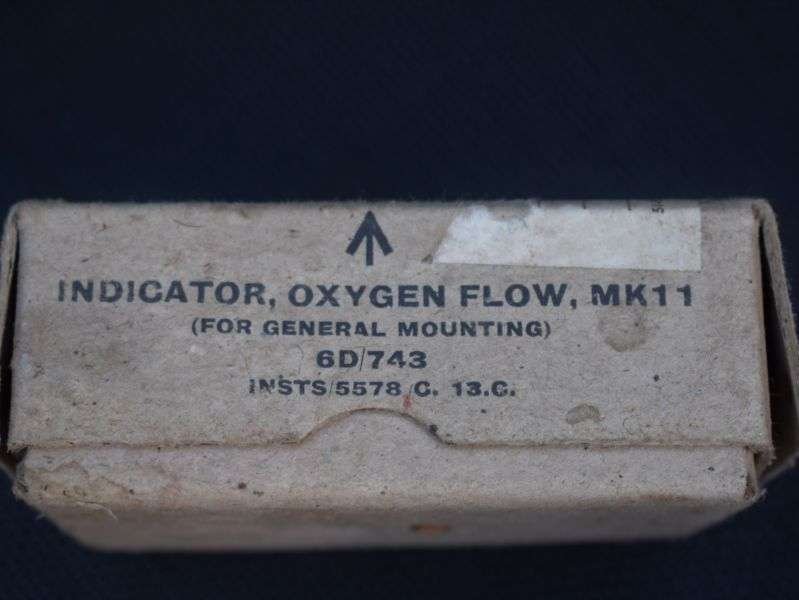 INDICATOR, OXYGEN FLOW, MK11
(FOR GENERAL MOUNTING)
6D/743
INSTS/5578/C. 13.C.